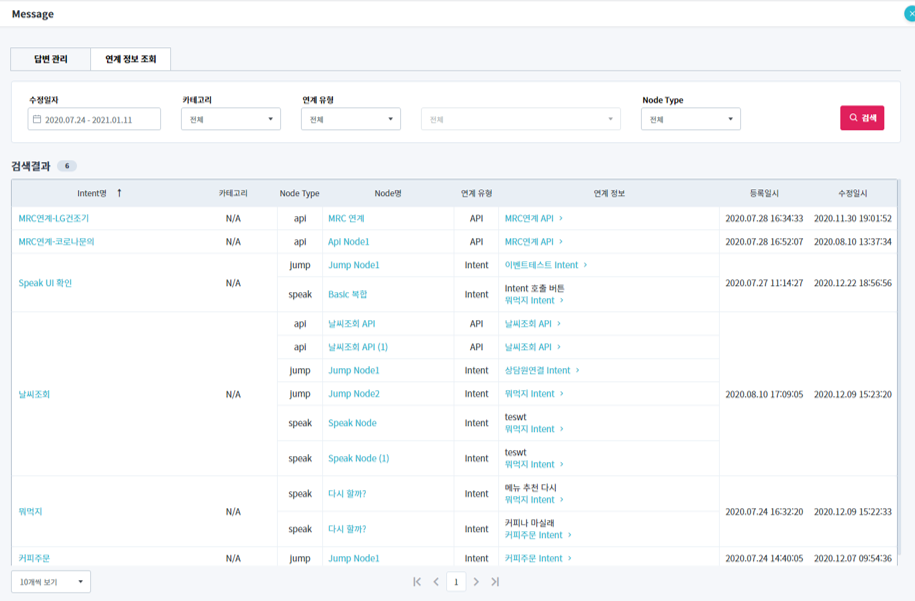 Message
답변 관리 연계 정보 조회
수정일자 카테고리 연계 유형 Node Type
2020.07.24 - 2021.01.11 전체 전체 전체 전체 검색
검색결과 6
Intent명 ↑ 카테고리 Node Type Node명 연계 유형 연계 정보 등록일시 수정일시
MRC연계-LG건조기 N/A api MRC 연계 API MRC연계 API > 2020.07.28 16:34:33 2020.11.30 19:01:52
MRC연계-코로나문의 N/A api Api Node1 API MRC연계 API > 2020.07.28 16:52:07 2020.08.10 13:37:34
Speak UI 확인 N/A jump Jump Node1 Intent 이벤트테스트 Intent > 2020.07.27 11:14:27 2020.12.22 18:56:56
speak Basic 복합 Intent Intent 호출 버튼
뭐먹지 Intent >
날씨조회 N/A api 날씨조회 API API 날씨조회 API > 2020.08.10 17:09:05 2020.12.09 15:23:20
api 날씨조회 API (1) API 날씨조회 API >
jump Jump Node1 Intent 상담원연결 Intent >
jump Jump Node2 Intent 뭐먹지 Intent >
speak Speak Node Intent teswt
뭐먹지 Intent >
speak Speak Node (1) Intent teswt
뭐먹지 Intent >
뭐먹지 N/A speak 다시 할까? Intent 메뉴 추천 다시 2020.07.24 16:32:20 2020.12.09 15:22:33
뭐먹지 Intent >
speak 다시 할까? Intent 커피나 마실래
커피주문 Intent >
커피주문 N/A jump Jump Node1 Intent 커피주문 Intent > 2020.07.24 14:40:05 2020.12.07 09:54:36
10개씩 보기 1